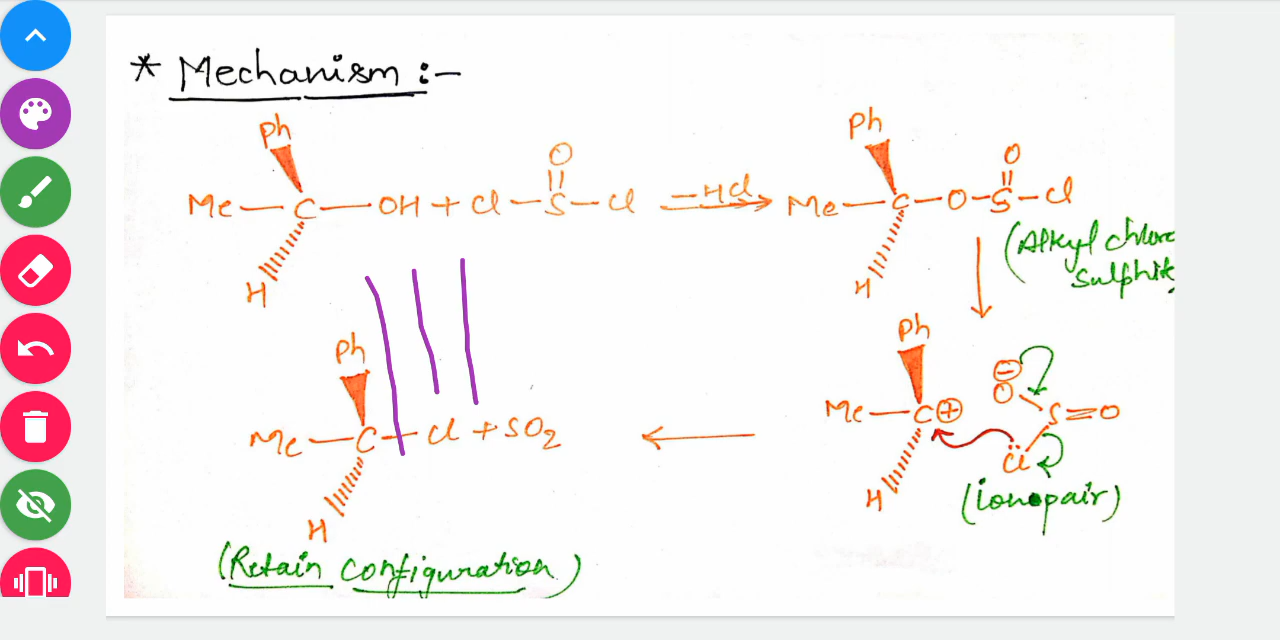 * Mechanism :-
Ph
Me—C—OH + Cl—S—Cl
O
H
-HCl
Ph
Me—C—O—S—Cl
O
H
(Alkyl chloro
Sulphite
Ph
Me—C⊕
H
⊖
O
S=O
Cl
(ionpair)
Ph
Me—C—Cl + SO2
H
(Retain configuration)